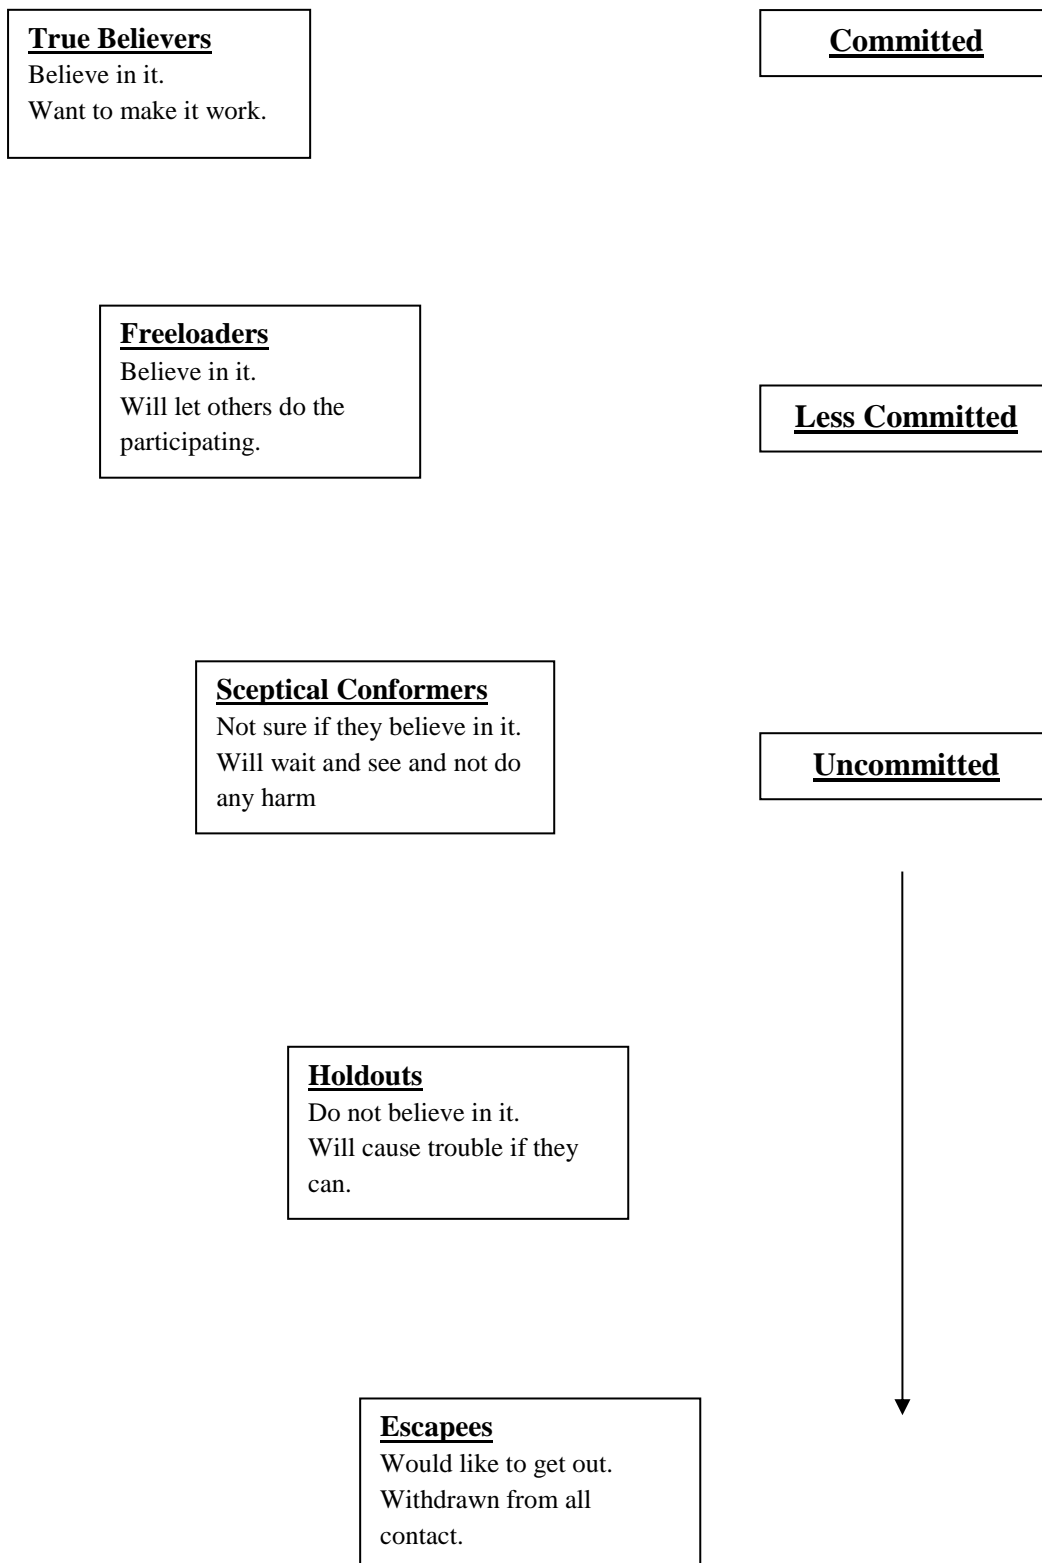 True Believers
Believe in it.
Want to make it work.
Committed
Freeloaders
Believe in it.
Will let others do the
participating.
Less Committed
Sceptical Conformers
Not sure if they believe in it.
Will wait and see and not do
any harm
Uncommitted
Holdouts
Do not believe in it.
Will cause trouble if they
can.
Escapees
Would like to get out.
Withdrawn from all
contact.